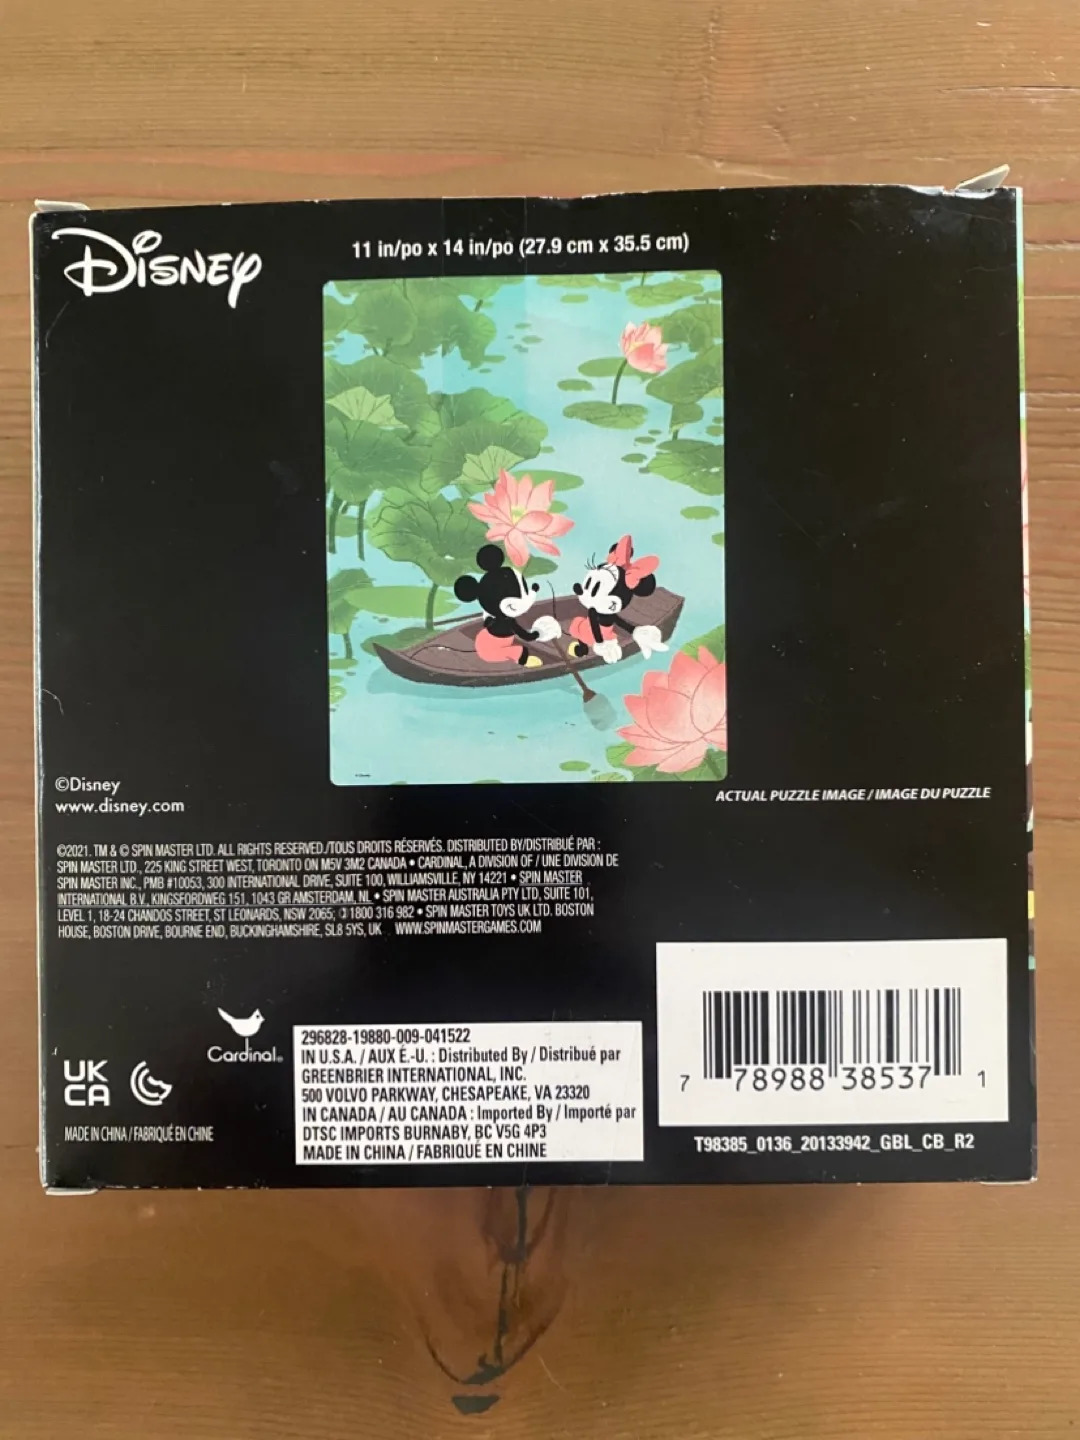 Disney
11 in/po x 14 in/po (27.9 cm x 35.5 cm)
©Disney
www.disney.com
ACTUAL PUZZLE IMAGE / IMAGE DU PUZZLE
©2021. TM & © SPIN MASTER LTD. ALL RIGHTS RESERVED./TOUS DROITS RÉSERVÉS. DISTRIBUTED BY/DISTRIBUÉ PAR :
SPIN MASTER LTD., 225 KING STREET WEST, TORONTO ON M5V 3M2 CANADA • CARDINAL, A DIVISION OF / UNE DIVISION DE
SPIN MASTER INC., PMB #10053, 300 INTERNATIONAL DRIVE, SUITE 100, WILLIAMSVILLE, NY 14221 • SPIN MASTER
INTERNATIONAL B.V., KINGSFORDWEG 151, 1043 GR AMSTERDAM, NL • SPIN MASTER AUSTRALIA PTY LTD, SUITE 101,
LEVEL 1, 18-24 CHANDOS STREET, ST LEONARDS, NSW 2065; 1800 316 982 • SPIN MASTER TOYS UK LTD. BOSTON
HOUSE, BOSTON DRIVE, BOURNE END, BUCKINGHAMSHIRE, SL8 5YS, UK WWW.SPINMASTERGAMES.COM
Cardinal®
UK
CA
MADE IN CHINA / FABRIQUÉ EN CHINE
296828-19880-009-041522
IN U.S.A. / AUX É.-U. : Distributed By / Distribué par
GREENBRIER INTERNATIONAL, INC.
500 VOLVO PARKWAY, CHESAPEAKE, VA 23320
IN CANADA / AU CANADA : Imported By / Importé par
DTSC IMPORTS BURNABY, BC V5G 4P3
MADE IN CHINA / FABRIQUÉ EN CHINE
7 78988 38537 1
T98385_0136_20133942_GBL_CB_R2